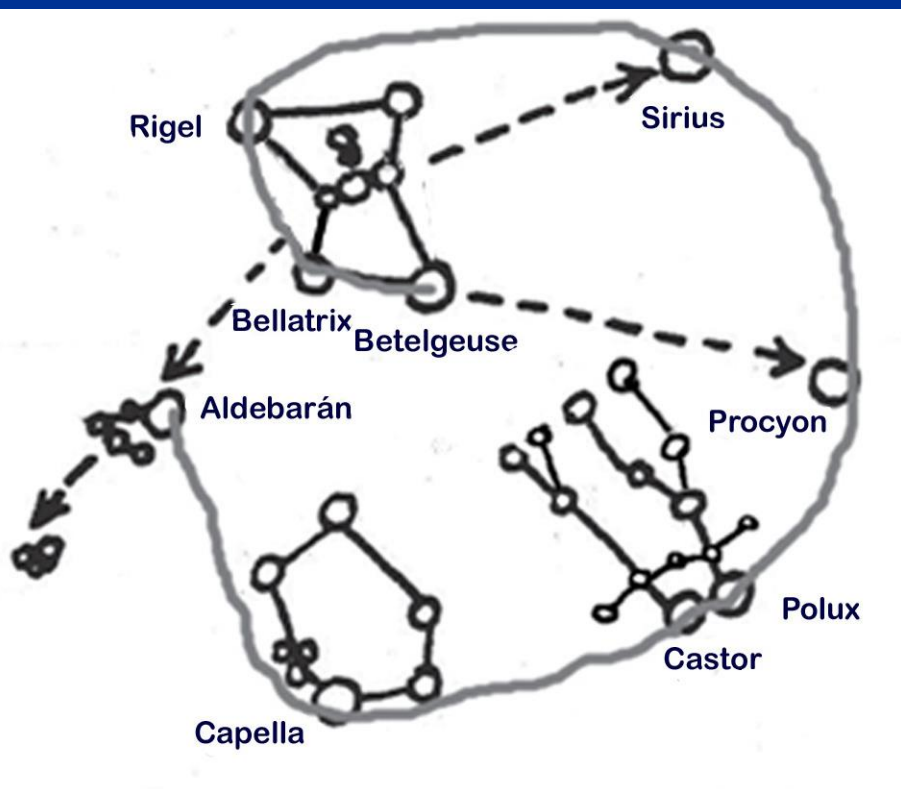 Rigel
Sirius
Bellatrix
Betelgeuse
Aldebarán
Procyon
Polux
Castor
Capella